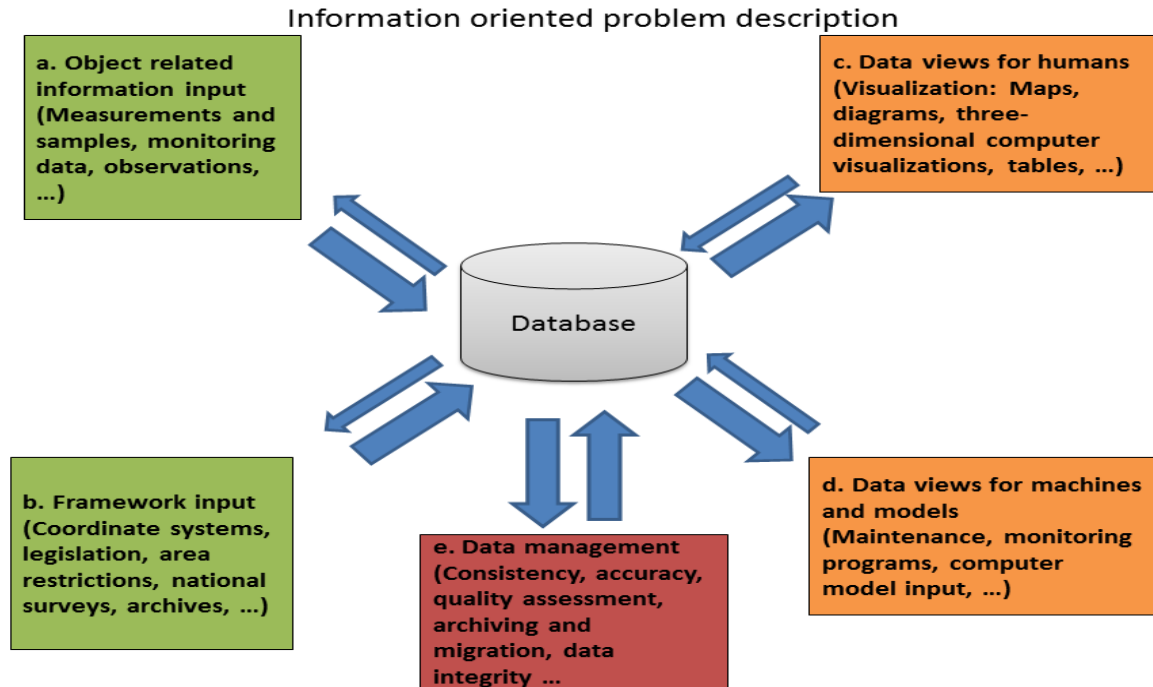 Information oriented problem description
a. Object related
information input
(Measurements and
samples, monitoring
data, observations,
...)
c. Data views for humans
(Visualization: Maps,
diagrams, three-
dimensional computer
visualizations, tables, ...)
Database
b. Framework input
(Coordinate systems,
legislation, area
restrictions, national
surveys, archives, ...)
e. Data management
(Consistency, accuracy,
quality assessment,
archiving and
migration, data
integrity ...
d. Data views for machines
and models
(Maintenance, monitoring
programs, computer
model input, ...)